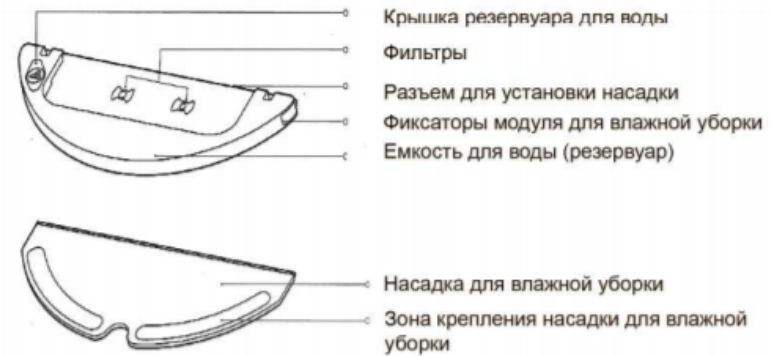 Крышка резервуара для воды
Фильтры
Разъем для установки насадки
Фиксаторы модуля для влажной уборки
Емкость для воды (резервуар)
Насадка для влажной уборки
Зона крепления насадки для влажной
уборки